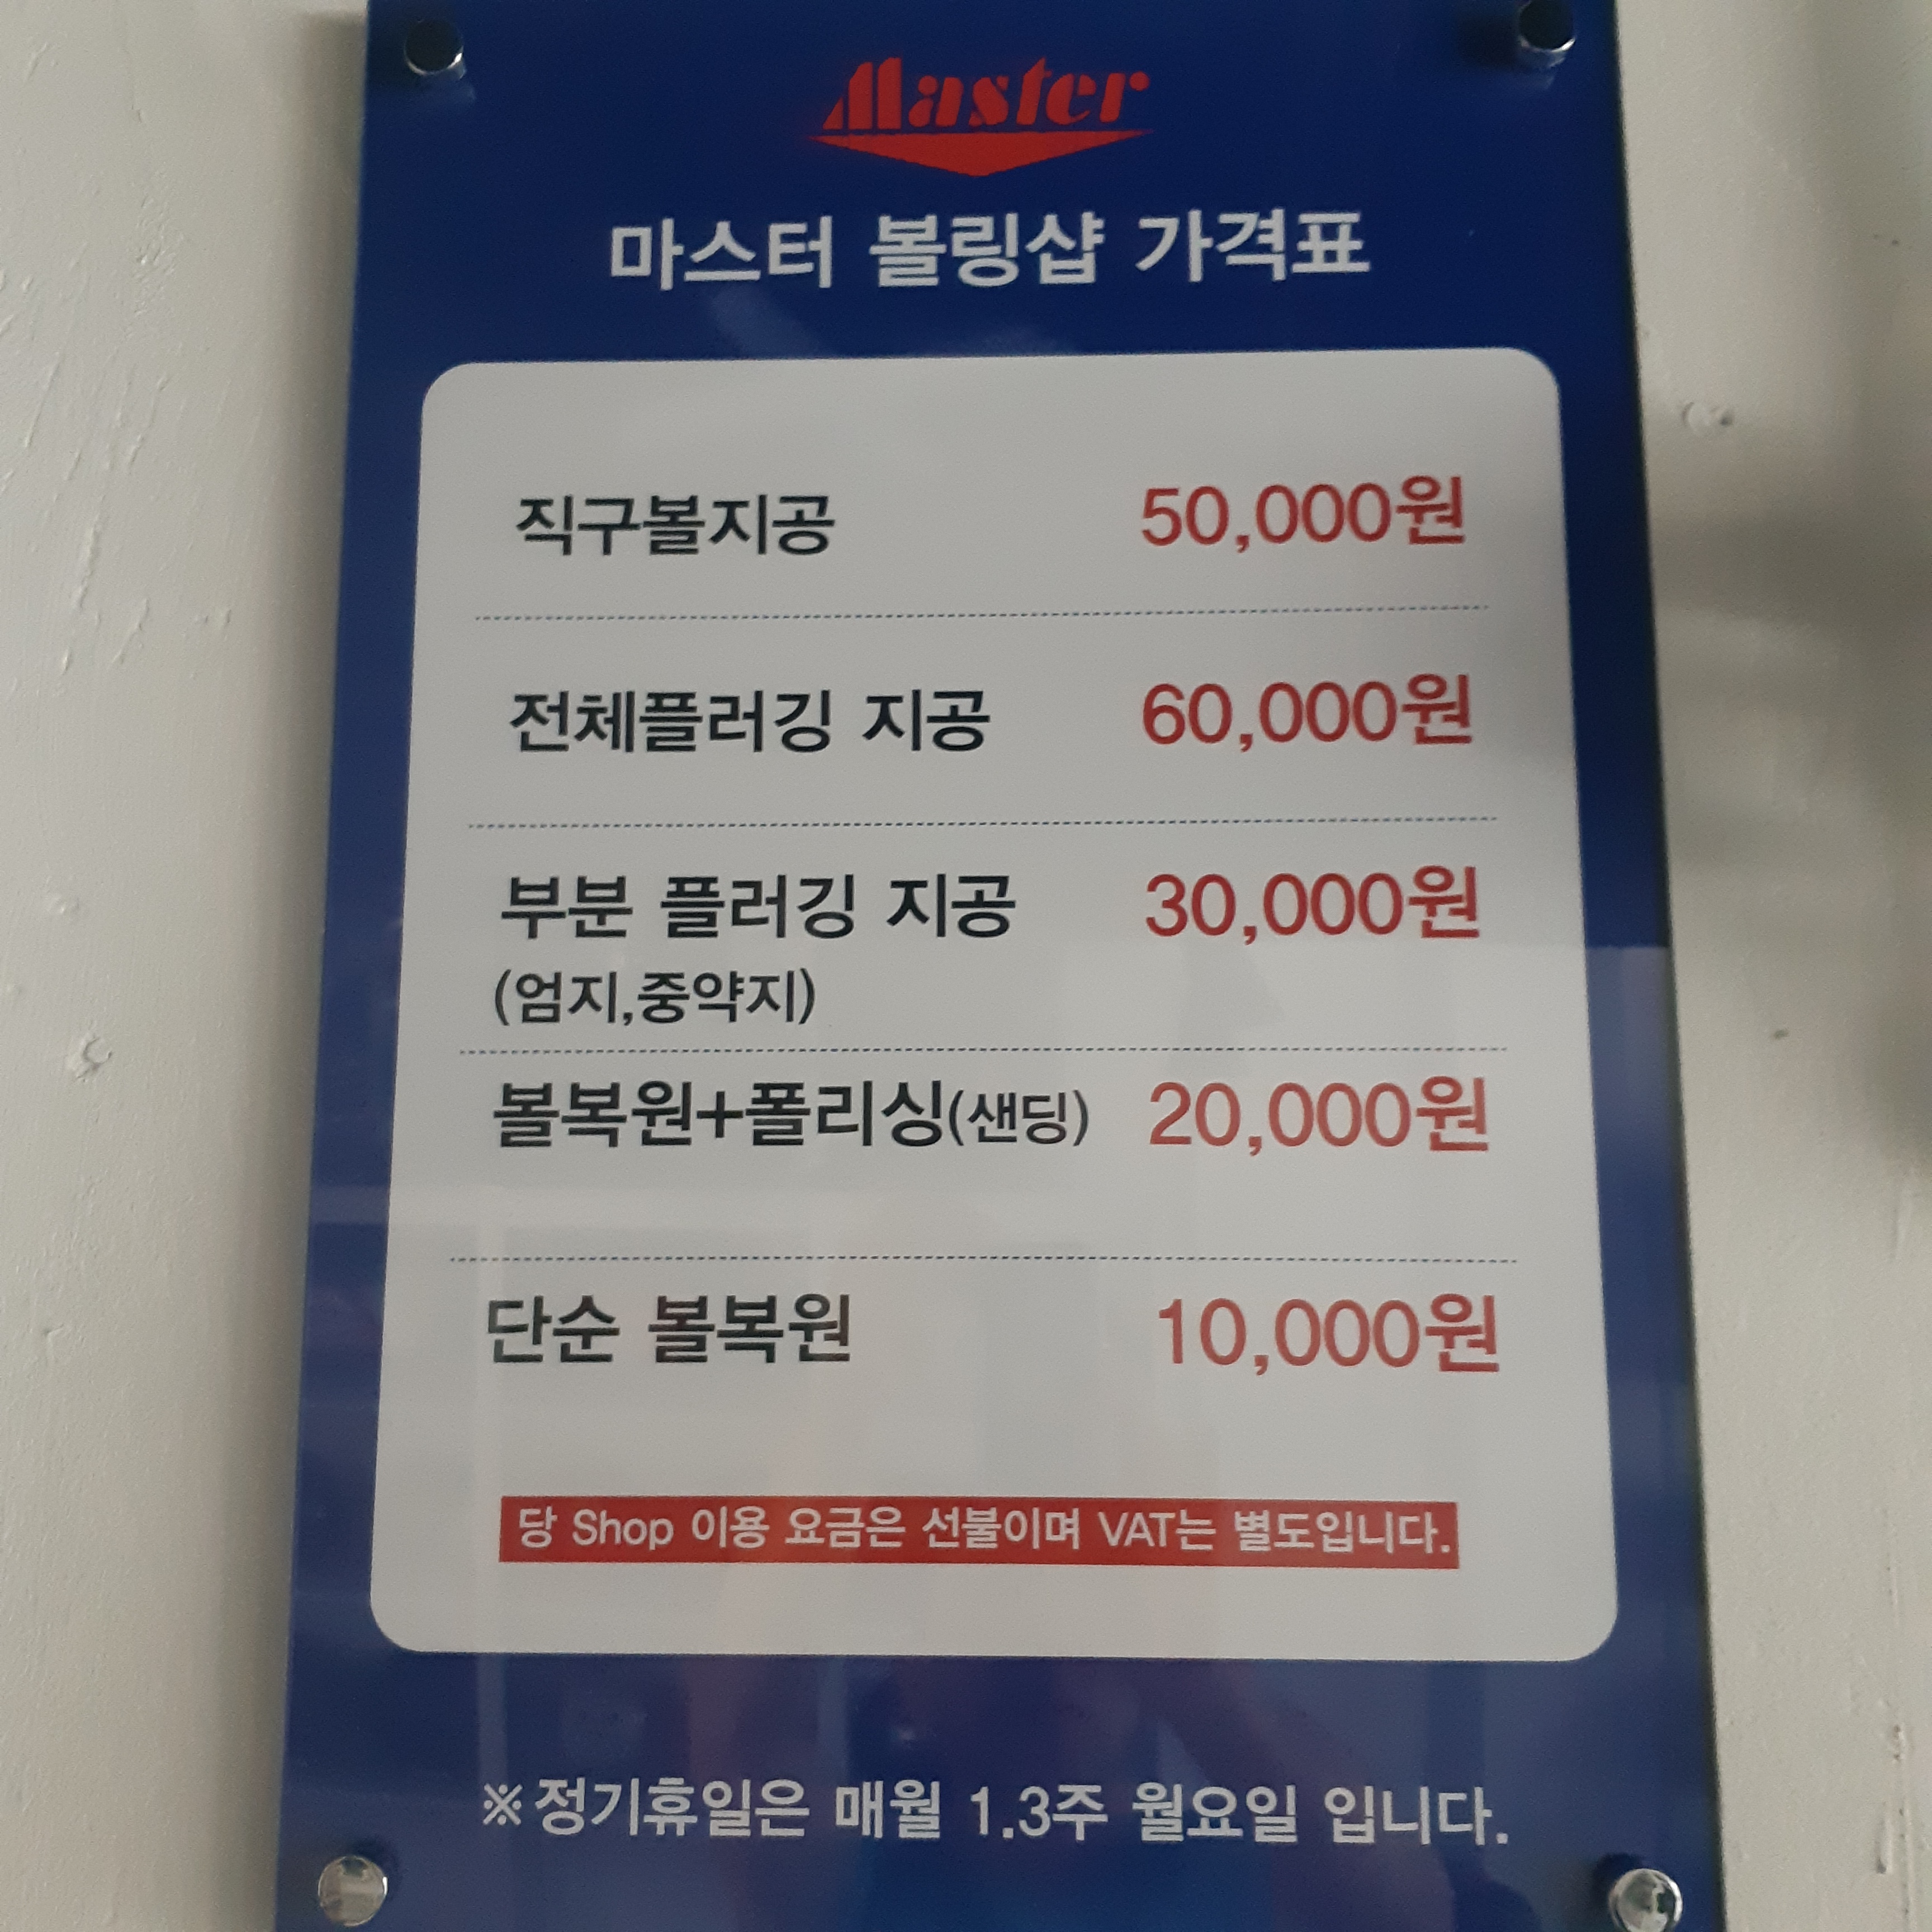 Master
마스터 볼링샵 가격표
직구볼지공 50,000원
전체플러깅 지공 60,000원
부분 플러깅 지공 30,000원
(엄지,중약지)
볼복원+폴리싱(샌딩) 20,000원
단순 볼복원 10,000원
당 Shop 이용 요금은 선불이며 VAT는 별도입니다.
※정기휴일은 매월 1.3주 월요일 입니다.